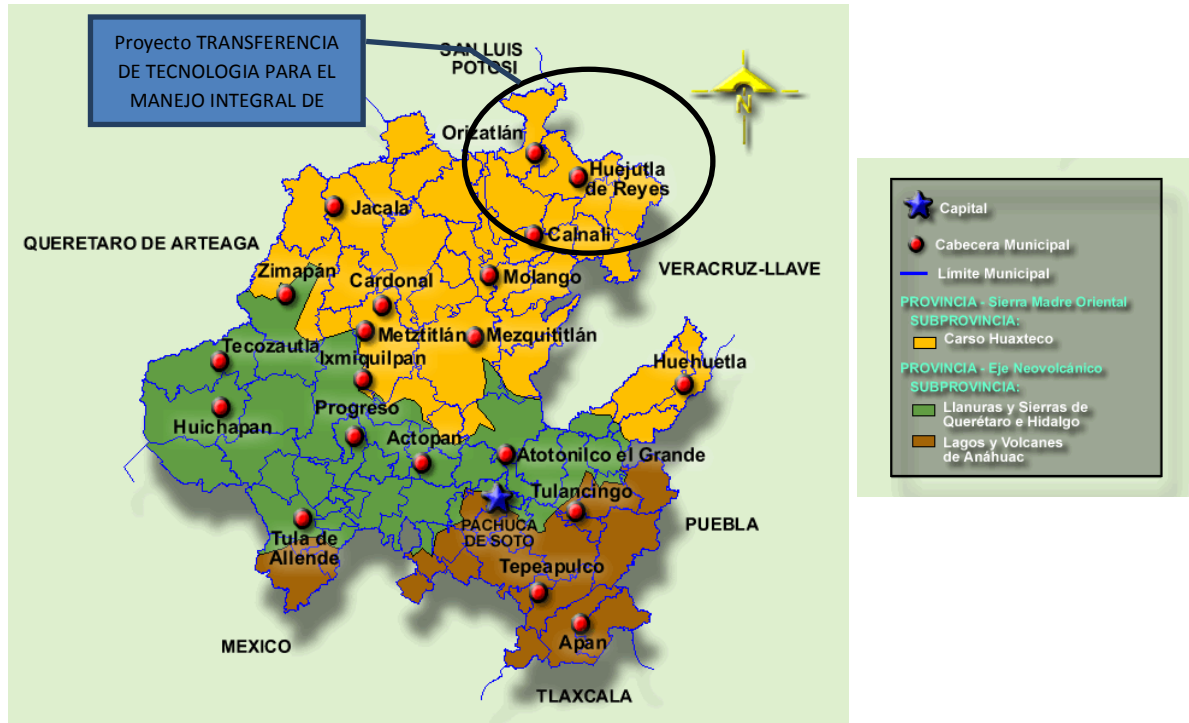 Proyecto TRANSFERENCIA
DE TECNOLOGIA PARA EL
MANEJO INTEGRAL DE
SAN LUIS
POTOSI
N
Orizatlán
Huejutla
de Reyes
Jacala
Calnali
QUERETARO DE ARTEAGA
VERACRUZ-LLAVE
Zimapán
Cardonal
Molango
Metztitlán
Mezquititlán
Tecozautla
Ixmiquilpan
Huehuetla
Huichapan
Progreso
Actopan
Atotonilco el Grande
Tulancingo
PACHUCA
DE SOTO
PUEBLA
Tula de
Allende
Tepeapulco
Apan
MEXICO
TLAXCALA
Capital
Cabecera Municipal
Límite Municipal
PROVINCIA - Sierra Madre Oriental
SUBPROVINCIA:
Carso Huaxteco
PROVINCIA - Eje Neovolcánico
SUBPROVINCIA:
Llanuras y Sierras de
Querétaro e Hidalgo
Lagos y Volcanes
de Anáhuac